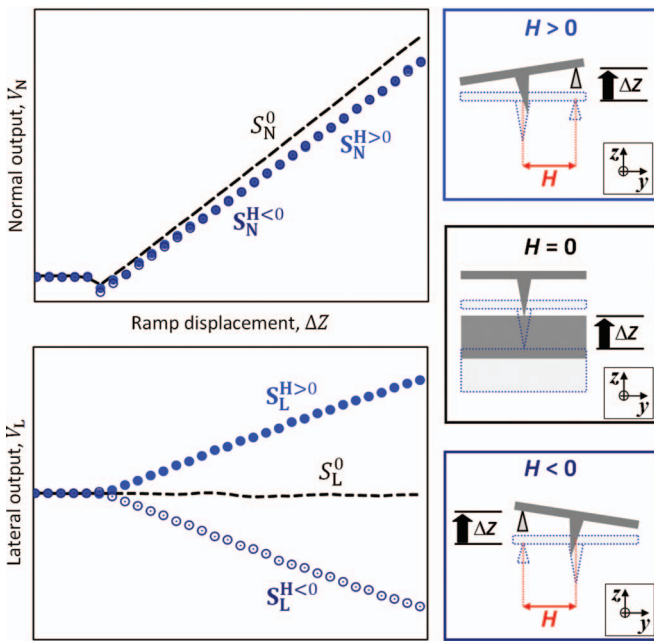 Normal output, V_N
S_N^0
S_N^{H>0}
S_N^{H<0}
Ramp displacement, ΔZ
Lateral output, V_L
S_L^{H>0}
S_L^0
S_L^{H<0}
H > 0
ΔZ
H
z
y
H = 0
ΔZ
z
y
H < 0
ΔZ
H
z
y